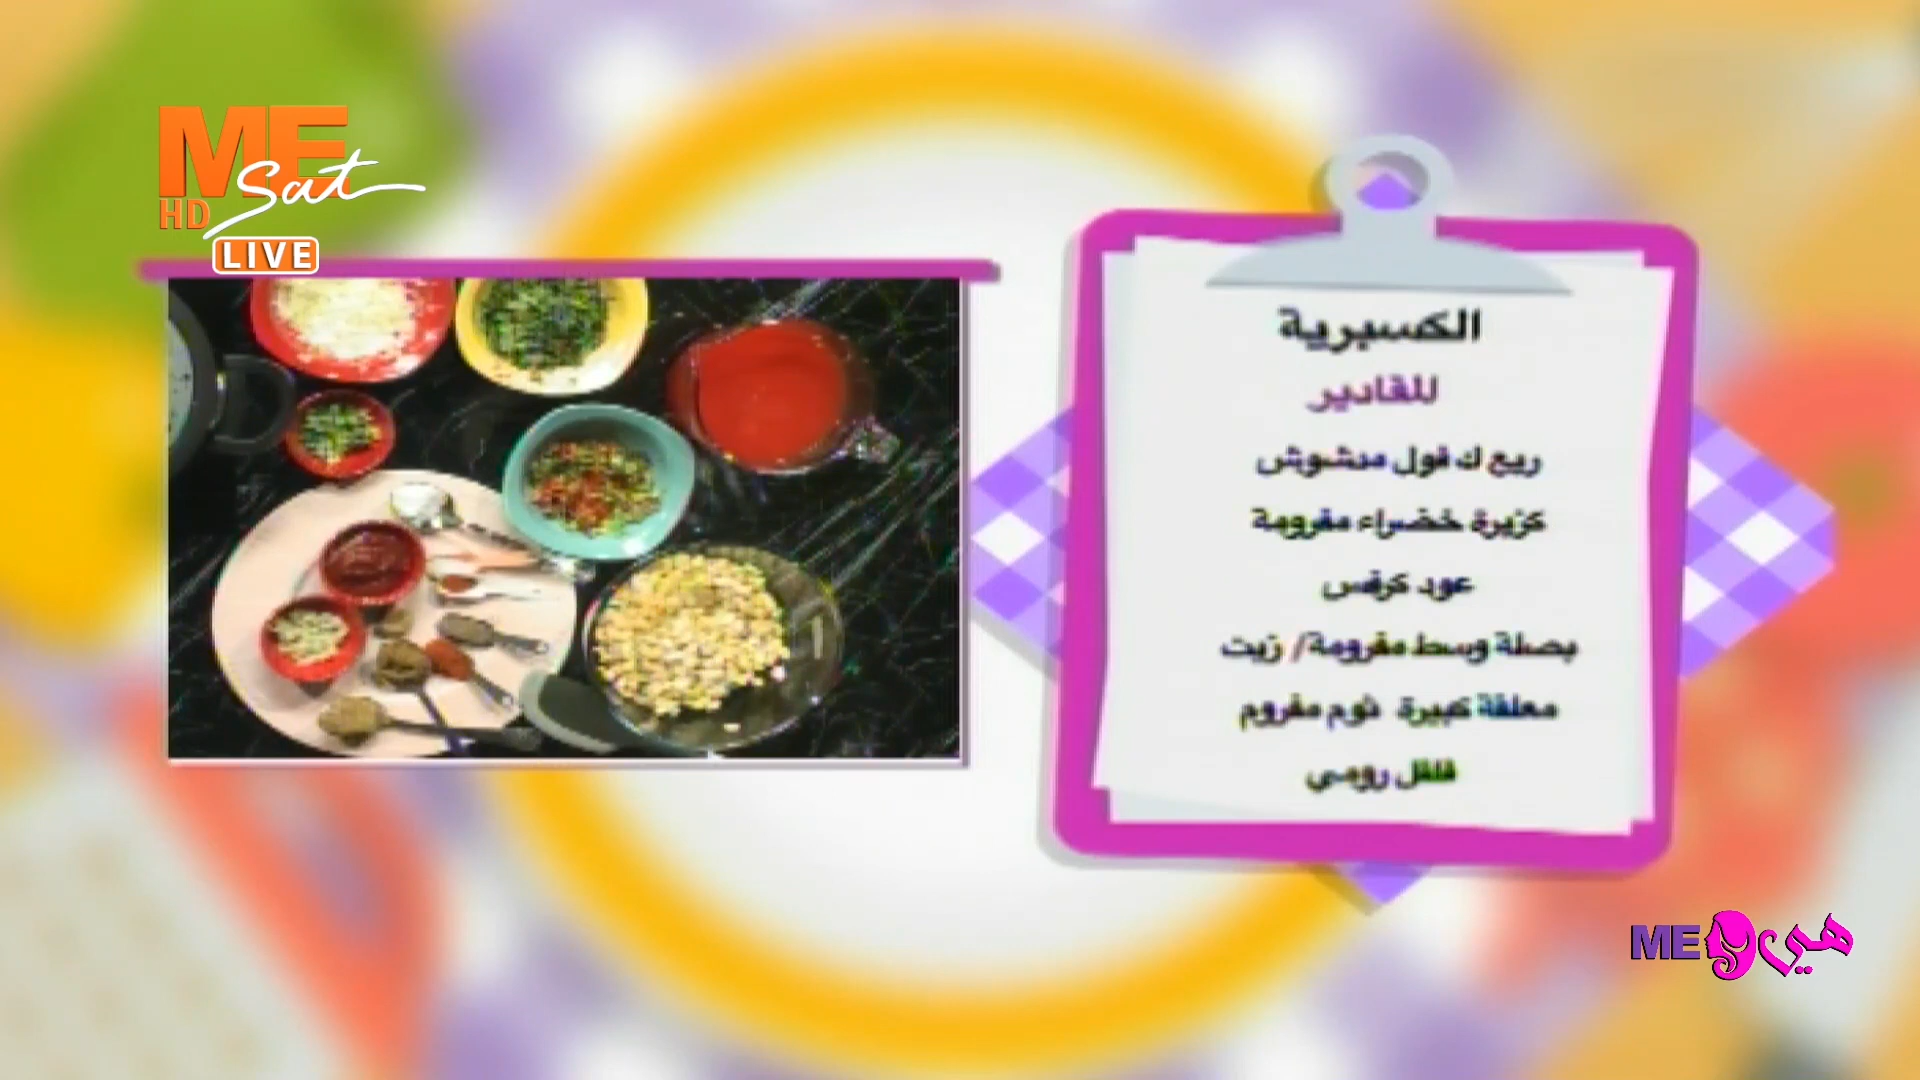 ME
Sat
HD
LIVE
الكسبرية
للقادير
ربع ك فول مدشوش
كزبرة خضراء مفرومة
عود كرفس
بصلة وسط مفرومة/ زيت
معلقة كبيرة ثوم مفروم
فلفل رومي
ME هي